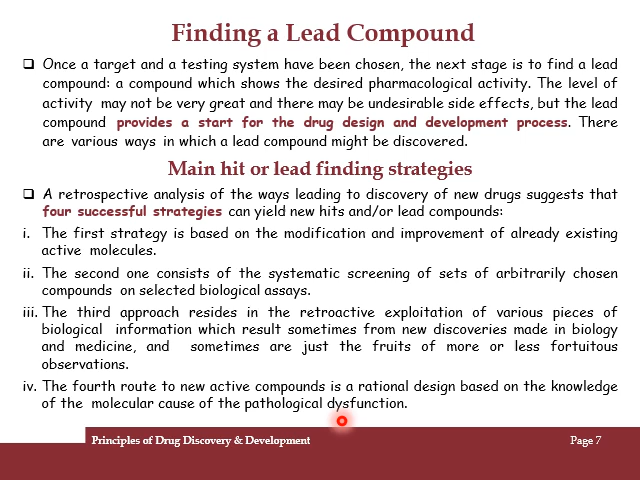 Finding a Lead Compound
❑ Once a target and a testing system have been chosen, the next stage is to find a lead
compound: a compound which shows the desired pharmacological activity. The level of
activity may not be very great and there may be undesirable side effects, but the lead
compound provides a start for the drug design and development process. There
are various ways in which a lead compound might be discovered.
Main hit or lead finding strategies
❑ A retrospective analysis of the ways leading to discovery of new drugs suggests that
four successful strategies can yield new hits and/or lead compounds:
i. The first strategy is based on the modification and improvement of already existing
active molecules.
ii. The second one consists of the systematic screening of sets of arbitrarily chosen
compounds on selected biological assays.
iii. The third approach resides in the retroactive exploitation of various pieces of
biological information which result sometimes from new discoveries made in biology
and medicine, and sometimes are just the fruits of more or less fortuitous
observations.
iv. The fourth route to new active compounds is a rational design based on the knowledge
of the molecular cause of the pathological dysfunction.
Principles of Drug Discovery & Development Page 7